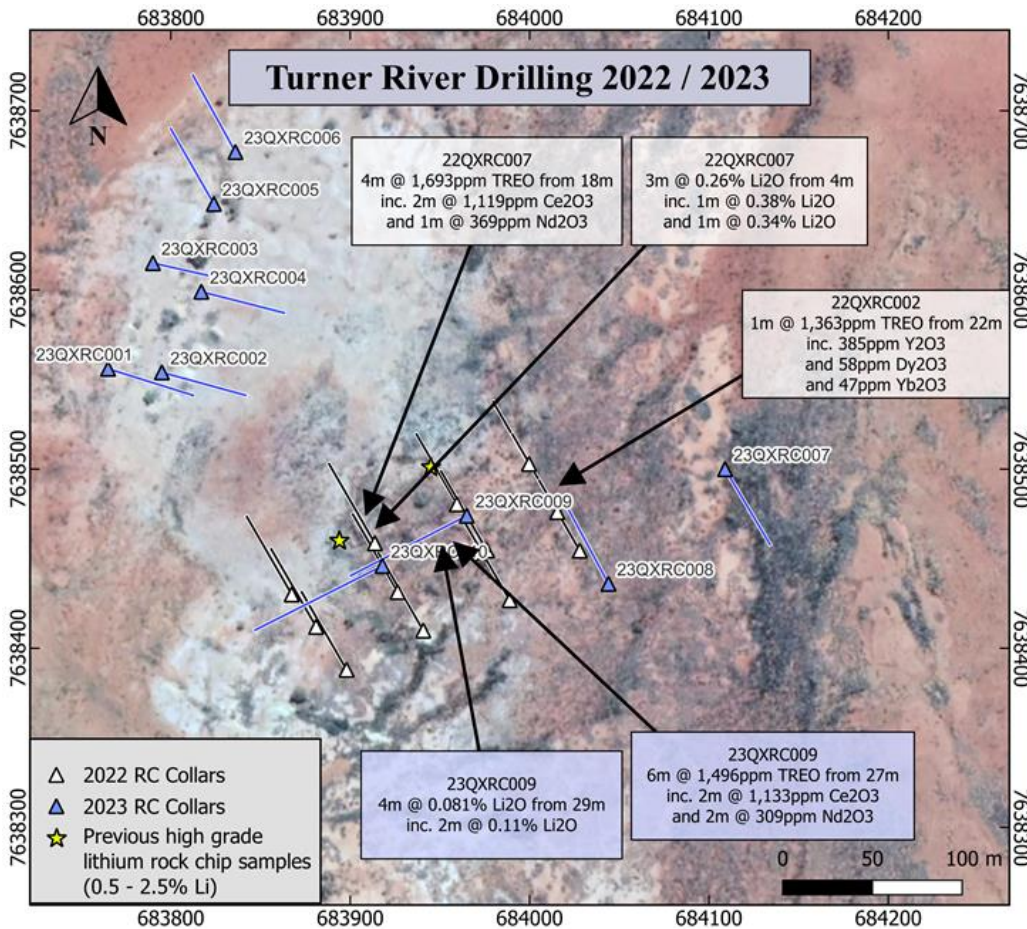 683800 683900 684000 684100 684200
Turner River Drilling 2022 / 2023
N
7638700
7638600
7638500
7638400
7638300
7638700
7638600
7638500
7638400
7638300
23QXRC006
23QXRC005
23QXRC003
23QXRC004
23QXRC001
23QXRC002
22QXRC007
4m @ 1,693ppm TREO from 18m
inc. 2m @ 1,119ppm Ce2O3
and 1m @ 369ppm Nd2O3
22QXRC007
3m @ 0.26% Li2O from 4m
inc. 1m @ 0.38% Li2O
and 1m @ 0.34% Li2O
22QXRC002
1m @ 1,363ppm TREO from 22m
inc. 385ppm Y2O3
and 58ppm Dy2O3
and 47ppm Yb2O3
23QXRC007
23QXRC009
23QXRC008
23QXRC009
4m @ 0.081% Li2O from 29m
inc. 2m @ 0.11% Li2O
23QXRC009
6m @ 1,496ppm TREO from 27m
inc. 2m @ 1,133ppm Ce2O3
and 2m @ 309ppm Nd2O3
2022 RC Collars
2023 RC Collars
Previous high grade
lithium rock chip samples
(0.5 - 2.5% Li)
0 50 100 m
683800 683900 684000 684100 684200